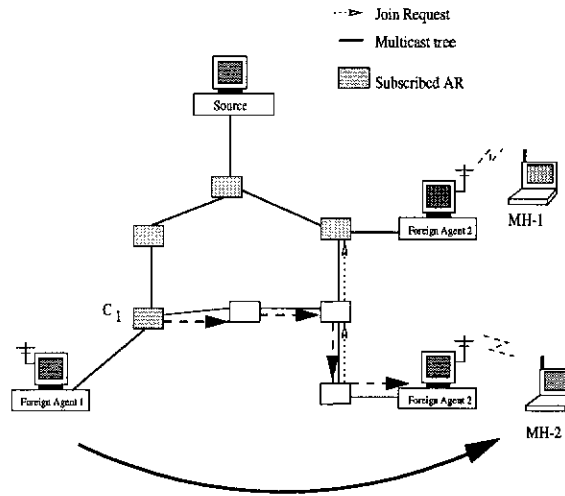 Join Request
Multicast tree
Subscribed AR
Source
Foreign Agent 2
MH-1
C 1
Foreign Agent 1
Foreign Agent 2
MH-2